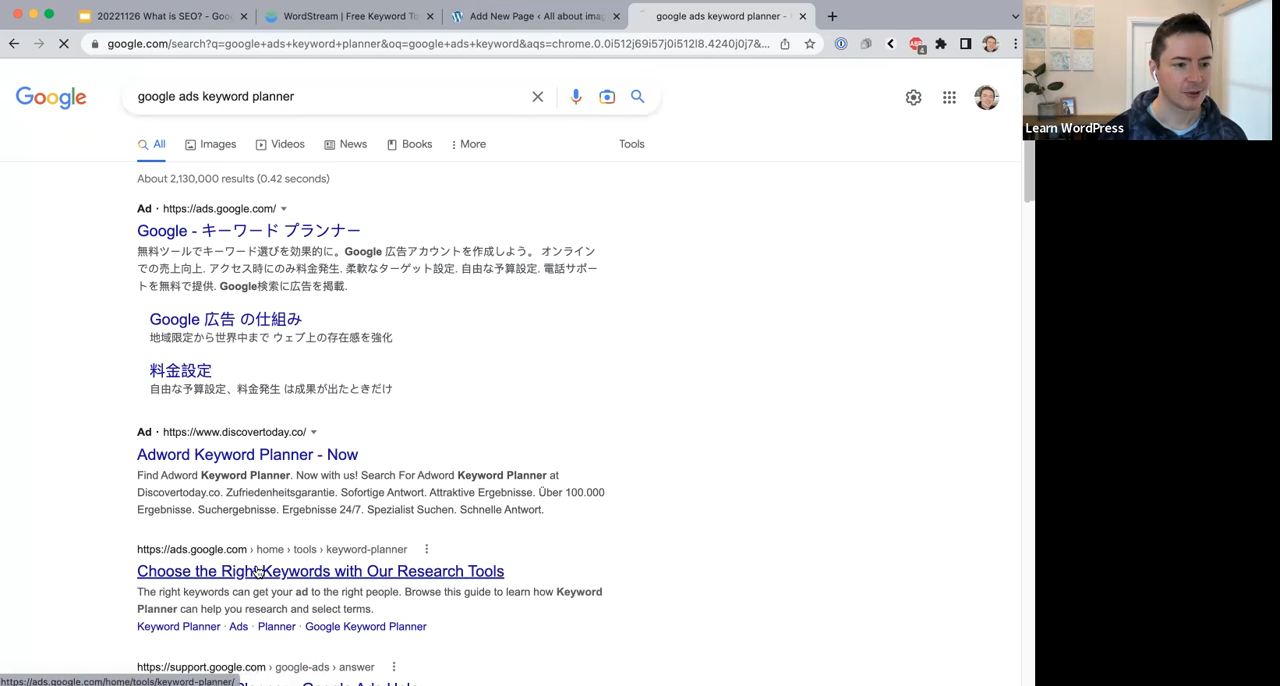 20221126 What is SEO? - Goo
WordStream | Free Keyword To
Add New Page ‹ All about imag
google ads keyword planner -
google.com/search?q=google+ads+keyword+planner&oq=google+ads+keyword&aqs=chrome.0.0i512j69i57j0i512l8.4240j0j7&...
4
Google
google ads keyword planner
All
Images
Videos
News
Books
More
Tools
Learn WordPress
About 2,130,000 results (0.42 seconds)
Ad · https://ads.google.com/
Google - キーワード プランナー
無料ツールでキーワード選びを効果的に。Google 広告アカウントを作成しよう。 オンライン
での売上向上. アクセス時にのみ料金発生. 柔軟なターゲット設定. 自由な予算設定. 電話サポー
トを無料で提供. Google検索に広告を掲載.
Google 広告 の仕組み
地域限定から世界中まで ウェブ上の存在感を強化
料金設定
自由な予算設定、料金発生 は成果が出たときだけ
Ad · https://www.discovertoday.co/
Adword Keyword Planner - Now
Find Adword Keyword Planner. Now with us! Search For Adword Keyword Planner at
Discovertoday.co. Zufriedenheitsgarantie. Sofortige Antwort. Attraktive Ergebnisse. Über 100.000
Ergebnisse. Suchergebnisse. Ergebnisse 24/7. Spezialist Suchen. Schnelle Antwort.
https://ads.google.com › home › tools › keyword-planner
Choose the Right Keywords with Our Research Tools
The right keywords can get your ad to the right people. Browse this guide to learn how Keyword
Planner can help you research and select terms.
Keyword Planner · Ads · Planner · Google Keyword Planner
https://support.google.com › google-ads › answer
https://ads.google.com/home/tools/keyword-planner/